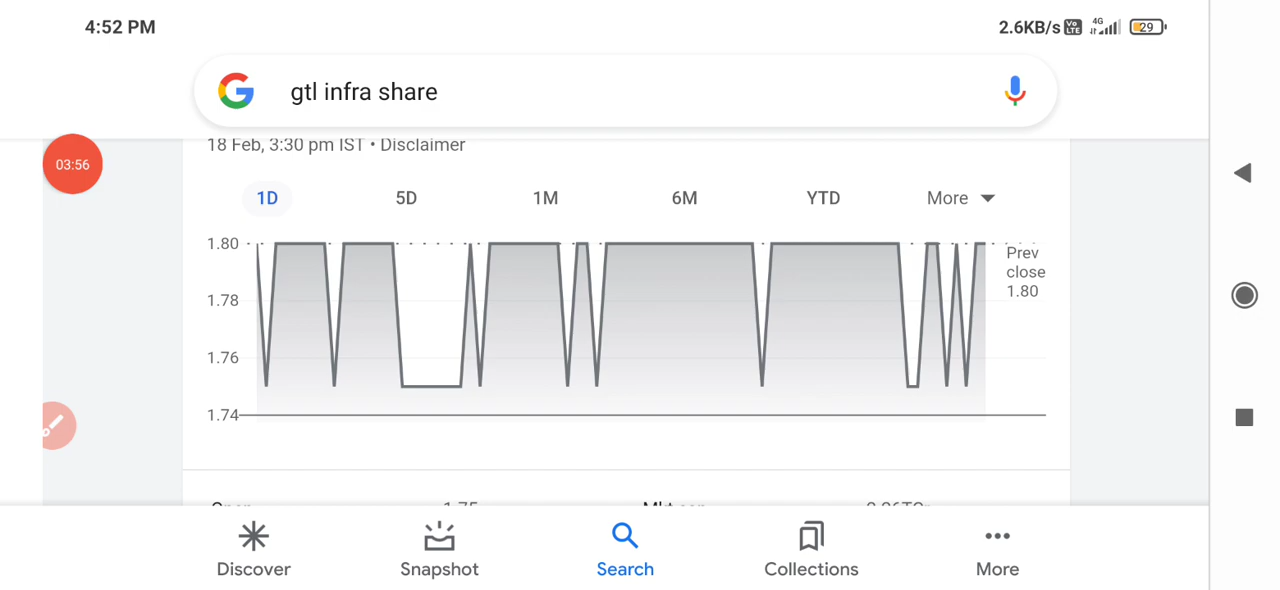 4:52 PM
2.6KB/s Vo LTE 4G 29
gtl infra share
18 Feb, 3:30 pm IST • Disclaimer
03:56
1D 5D 1M 6M YTD More
1.80
1.78
1.76
1.74
Prev
close
1.80
Discover Snapshot Search Collections More